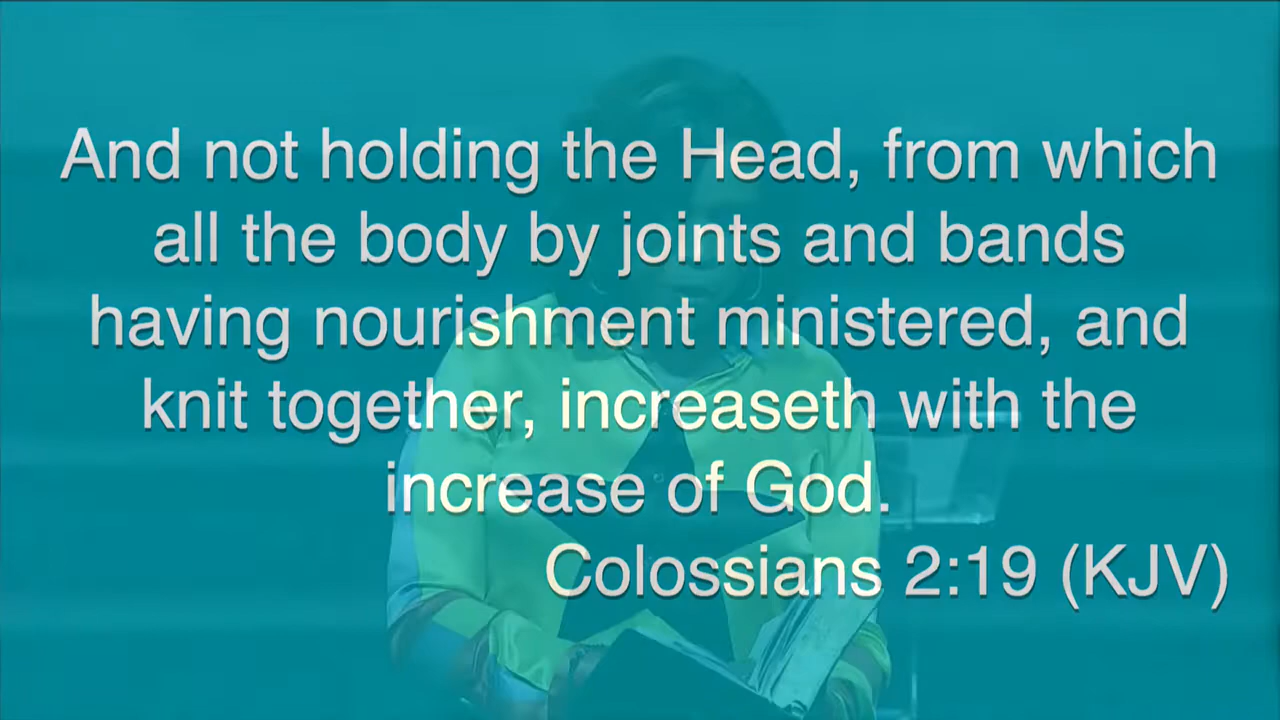 And not holding the Head, from which
all the body by joints and bands
having nourishment ministered, and
knit together, increaseth with the
increase of God.
Colossians 2:19 (KJV)